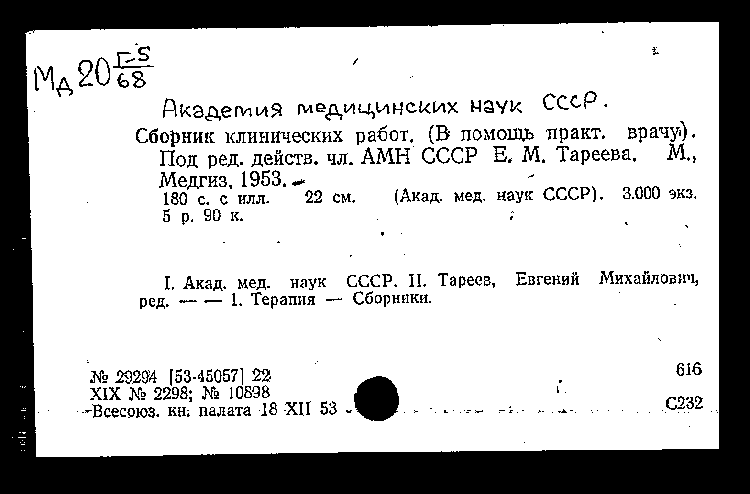 Мд 20 Г-5/68
Академия медицинских наук СССР.
Сборник клинических работ. (В помощь практ. врачу).
Под ред. действ. чл. АМН СССР Е. М. Тареева. М.,
Медгиз, 1953.
180 с. с илл. 22 см. (Акад. мед. наук СССР). 3.000 экз.
5 р. 90 к.
I. Акад. мед. наук СССР. II. Тареев, Евгений Михайлович,
ред. — — 1. Терапия — Сборники.
№ 29294 [53-45057] 22
616
XIX № 2298; № 10898
Всесоюз. кн. палата 18 XII 53
С232